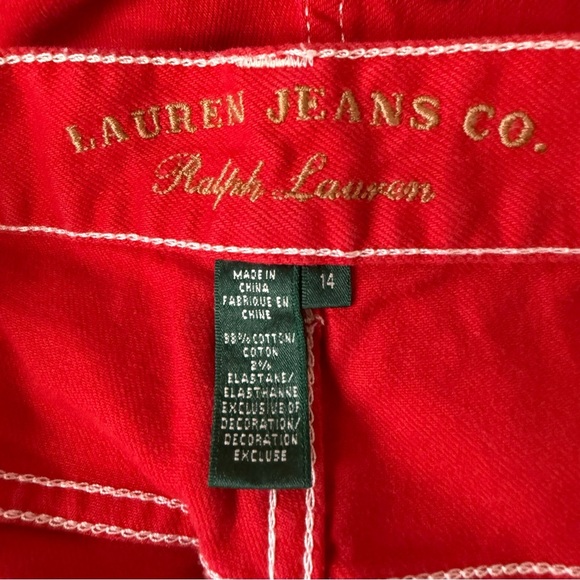 LAUREN JEANS CO.
Ralph Lauren
MADE IN
CHINA
FABRIQUE EN
CHINE
14
98% COTTON/
COTON
2%
ELASTANE/
ELASTHANNE
EXCLUSIVE OF
DECORATION/
DECORATION
EXCLUSE